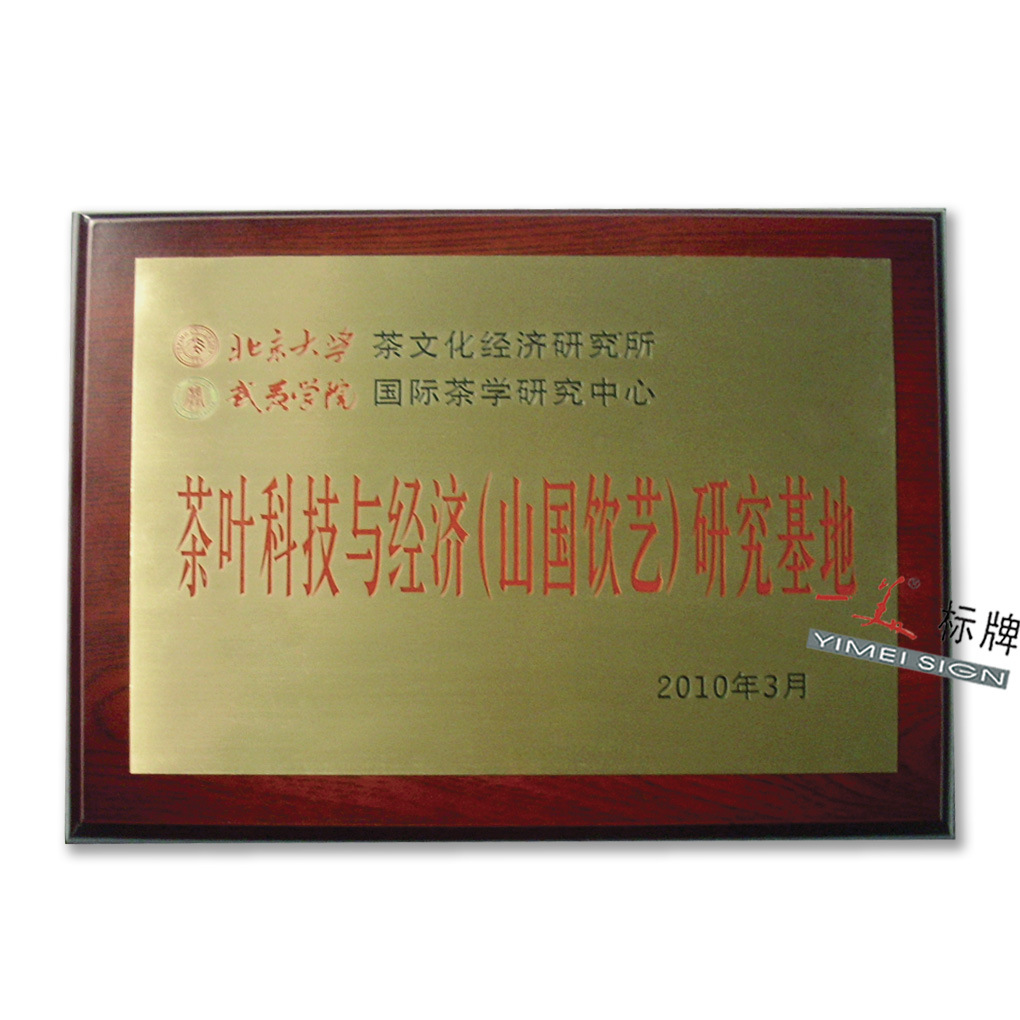 北京大学 茶文化经济研究所
武夷学院 国际茶学研究中心
茶叶科技与经济(山国饮艺)研究基地
2010年3月
一美® 标牌
YIMEI SIGN